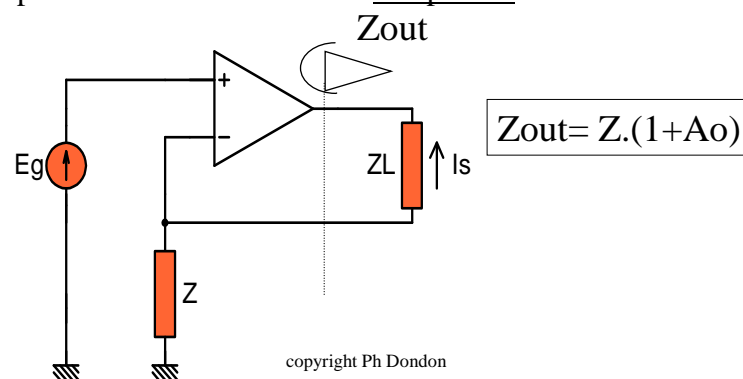 Zout
+
−
Eg
ZL
Is
Zout= Z.(1+Ao)
Z
copyright Ph Dondon